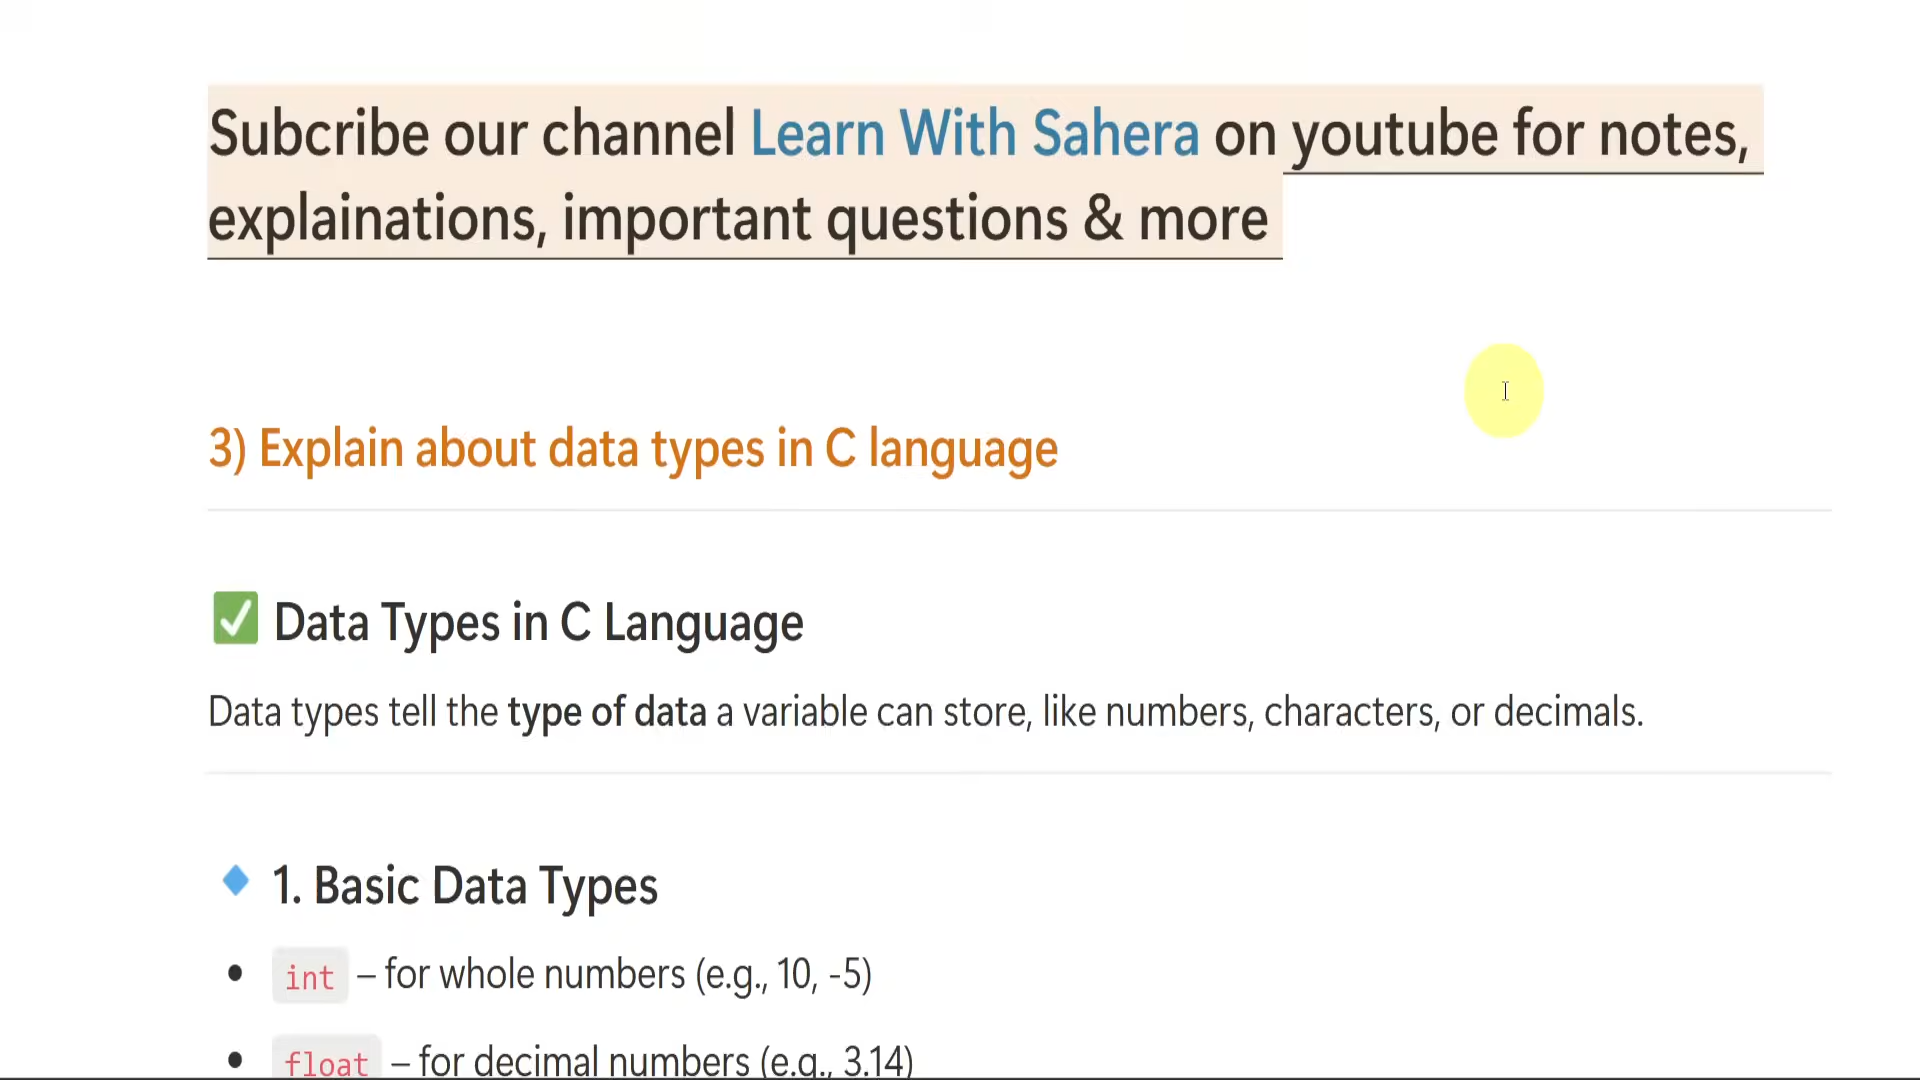 Subcribe our channel Learn With Sahera on youtube for notes,
explainations, important questions & more
3) Explain about data types in C language
Data Types in C Language
Data types tell the type of data a variable can store, like numbers, characters, or decimals.
1. Basic Data Types
• int – for whole numbers (e.g., 10, -5)
• float – for decimal numbers (e.g., 3.14)